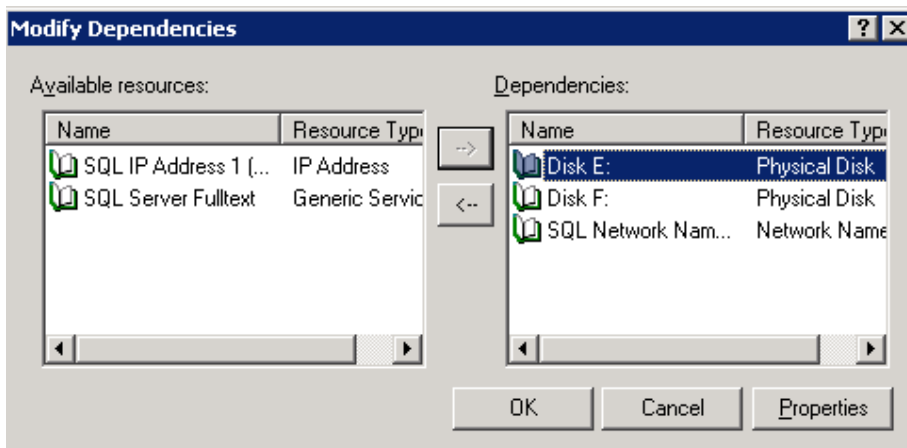 Modify Dependencies
Available resources:
Dependencies:
Name Resource Typ
SQL IP Address 1 (... IP Address
SQL Server Fulltext Generic Servic
-->
<--
Name Resource Typ
Disk E: Physical Disk
Disk F: Physical Disk
SQL Network Nam... Network Name
OK Cancel Properties